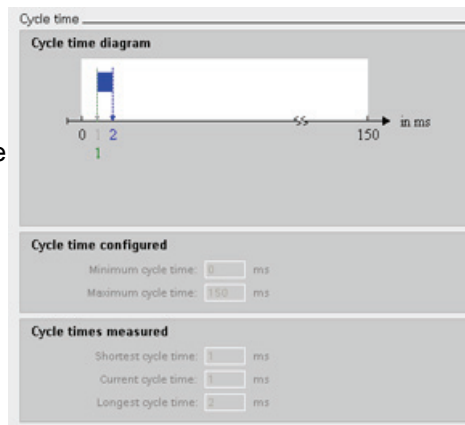 Cycle time
Cycle time diagram
0 1 2 150 in ms
1
e
Cycle time configured
Minimum cycle time: 0 ms
Maximum cycle time: 150 ms
Cycle times measured
Shortest cycle time: 1 ms
Current cycle time: 1 ms
Longest cycle time: 2 ms